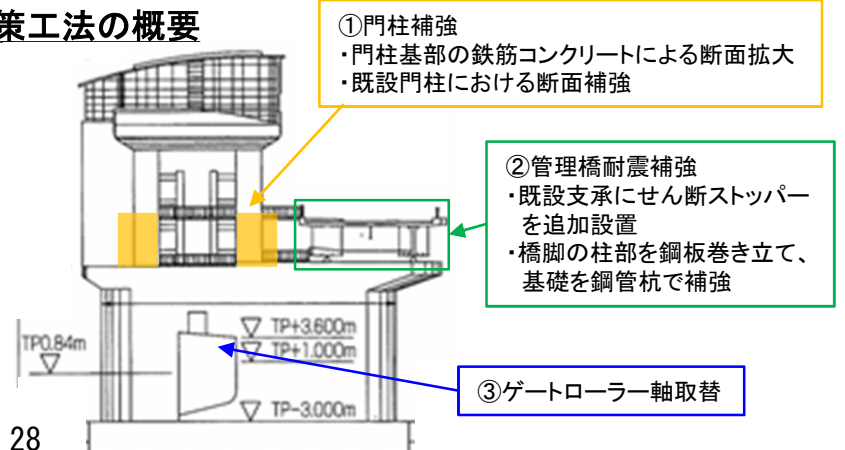 策工法の概要
①門柱補強
・門柱基部の鉄筋コンクリートによる断面拡大
・既設門柱における断面補強
②管理橋耐震補強
・既設支承にせん断ストッパー
を追加設置
・橋脚の柱部を鋼板巻き立て、
基礎を鋼管杭で補強
TP+3.600m
TP0.84m
TP+1.000m
③ゲートローラー軸取替
TP-3.000m
28